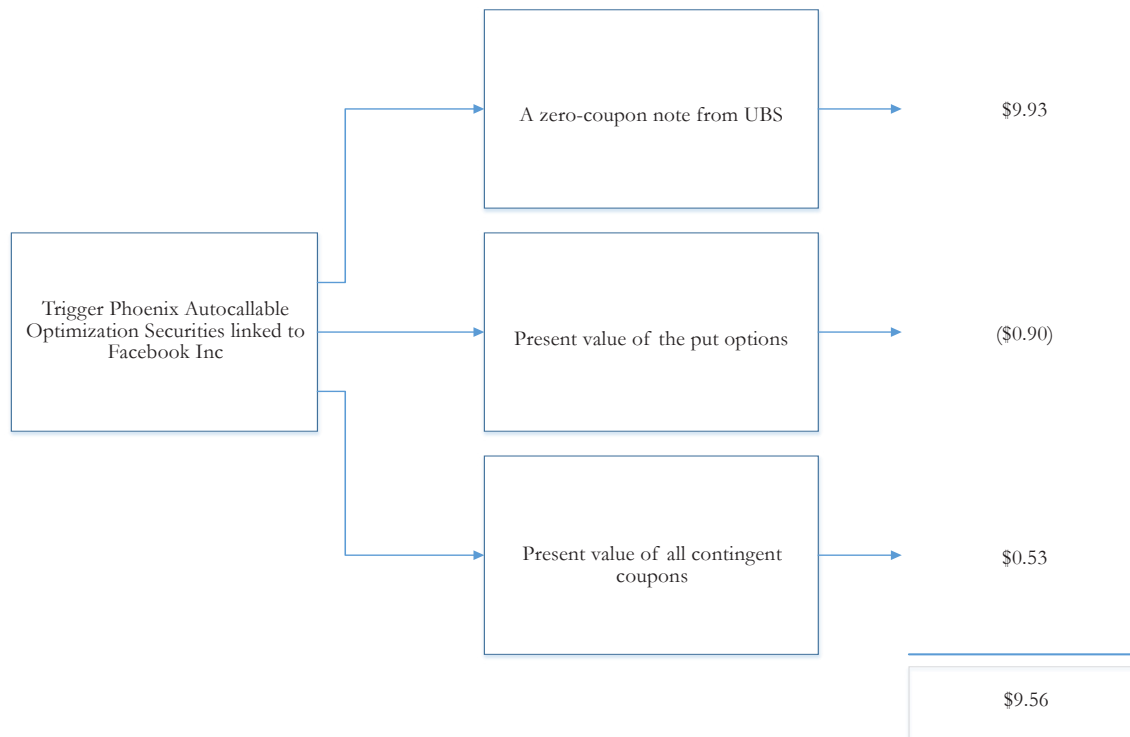 A zero-coupon note from UBS
$9.93
Trigger Phoenix Autocallable
Optimization Securities linked to
Facebook Inc
Present value of the put options
($0.90)
Present value of all contingent
coupons
$0.53
$9.56